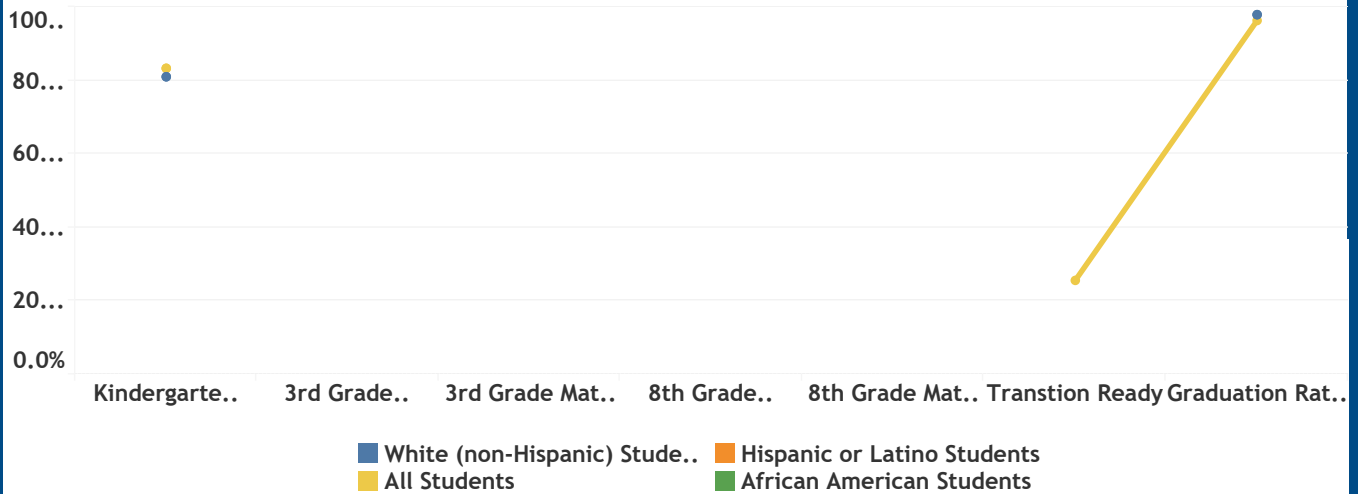 100..
80...
60...
40...
20...
0.0%
Kindergarte.. 3rd Grade.. 3rd Grade Mat.. 8th Grade.. 8th Grade Mat.. Transtion Ready Graduation Rat..
White (non-Hispanic) Stude.. Hispanic or Latino Students
All Students African American Students